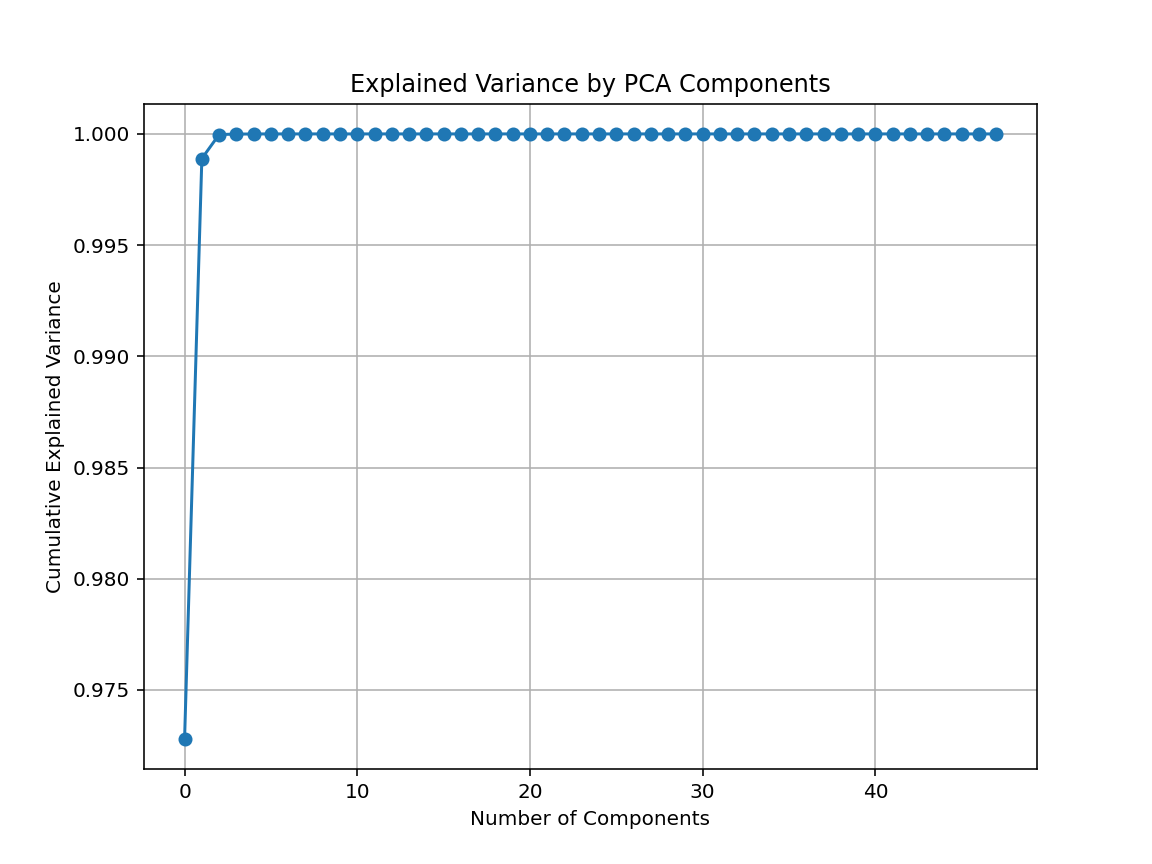 Explained Variance by PCA Components
1.000
0.995
0.990
0.985
0.980
0.975
Cumulative Explained Variance
0 10 20 30 40
Number of Components